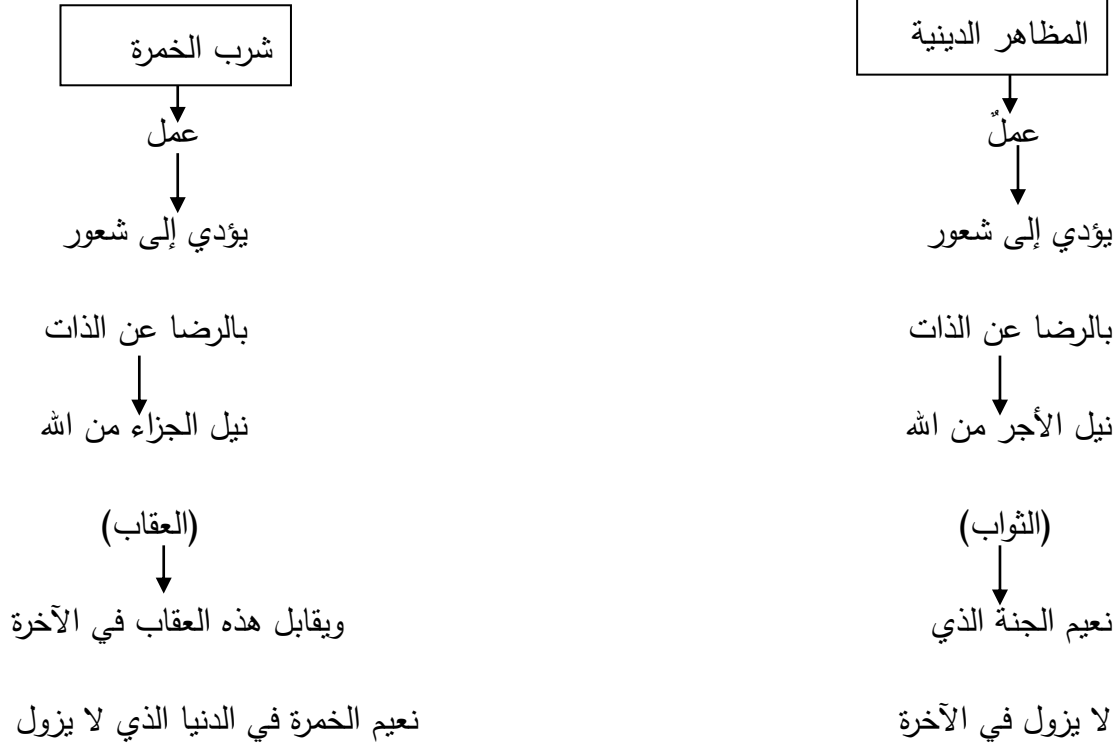 المظاهر الدينية
عملٌ
يؤدي إلى شعور
بالرضا عن الذات
نيل الأجر من الله
(الثواب)
نعيم الجنة الذي
لا يزول في الآخرة
شرب الخمرة
عمل
يؤدي إلى شعور
بالرضا عن الذات
نيل الجزاء من الله
(العقاب)
ويقابل هذه العقاب في الآخرة
نعيم الخمرة في الدنيا الذي لا يزول